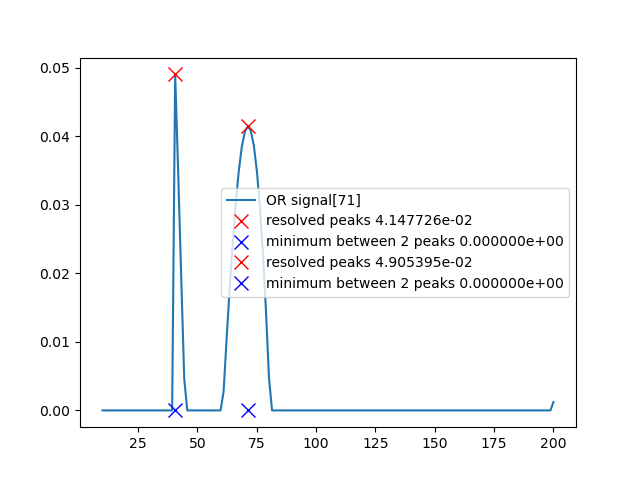 0.05
0.04
0.03
0.02
0.01
0.00
OR signal[71]
resolved peaks 4.147726e-02
minimum between 2 peaks 0.000000e+00
resolved peaks 4.905395e-02
minimum between 2 peaks 0.000000e+00
25 50 75 100 125 150 175 200